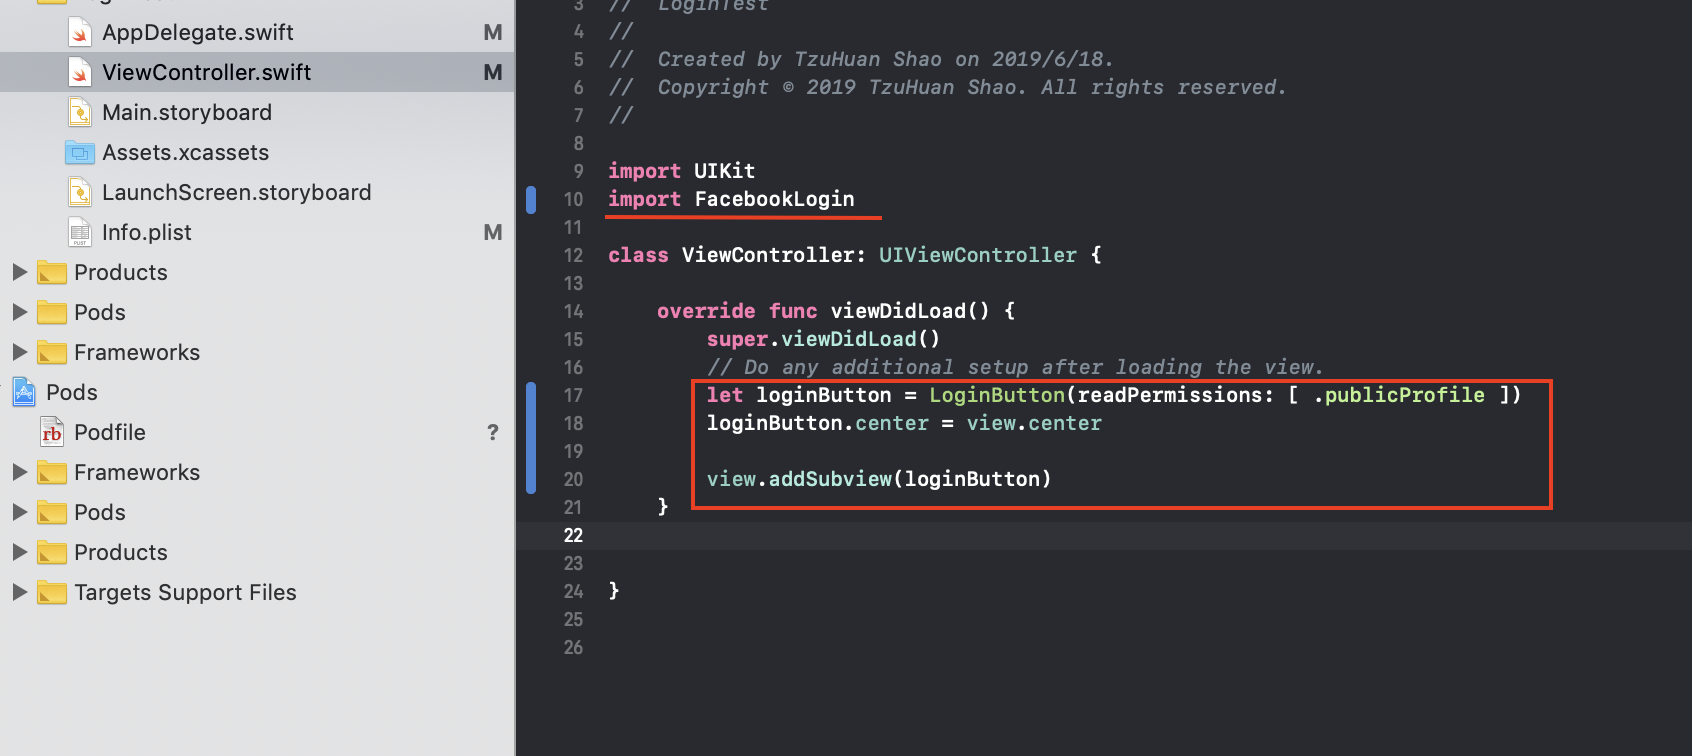 AppDelegate.swift M
ViewController.swift M
Main.storyboard
Assets.xcassets
LaunchScreen.storyboard
Info.plist M
Products
Pods
Frameworks
Pods
Podfile ?
Frameworks
Pods
Products
Targets Support Files
3 // LoginTest
4 //
5 // Created by TzuHuan Shao on 2019/6/18.
6 // Copyright © 2019 TzuHuan Shao. All rights reserved.
7 //
8
9 import UIKit
10 import FacebookLogin
11
12 class ViewController: UIViewController {
13
14 override func viewDidLoad() {
15 super.viewDidLoad()
16 // Do any additional setup after loading the view.
17 let loginButton = LoginButton(readPermissions: [ .publicProfile ])
18 loginButton.center = view.center
19
20 view.addSubview(loginButton)
21 }
22
23
24 }
25
26